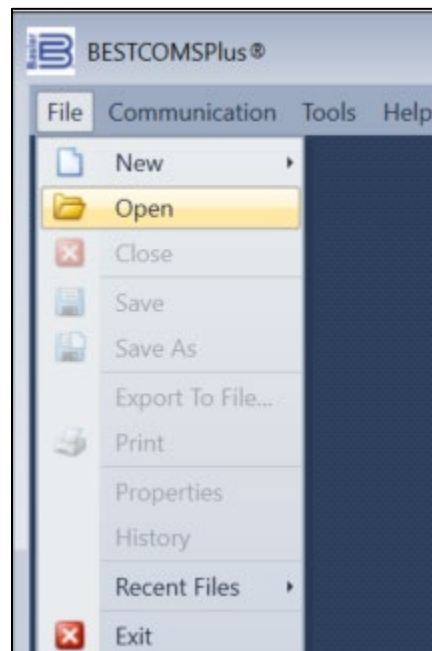 Basler
BESTCOMSPlus®
File Communication Tools Help
New
Open
Close
Save
Save As
Export To File...
Print
Properties
History
Recent Files
Exit